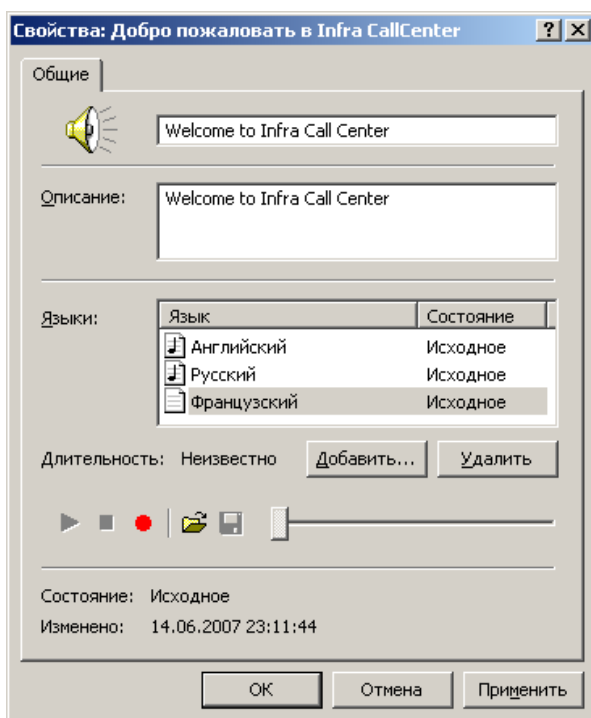 Свойства: Добро пожаловать в Infra CallCenter
Общие
Welcome to Infra Call Center
Описание: Welcome to Infra Call Center
Языки: Язык Состояние
Английский Исходное
Русский Исходное
Французский Исходное
Длительность: Неизвестно Добавить... Удалить
Состояние: Исходное
Изменено: 14.06.2007 23:11:44
ОК Отмена Применить